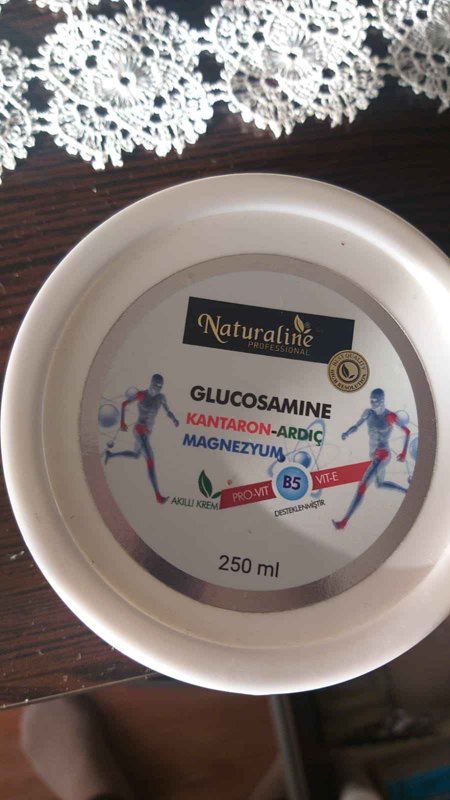 Naturaline
PROFESSIONAL
GLUCOSAMINE
KANTARON-ARDIÇ
MAGNEZYUM
AKILLI KREM
PRO-VIT B5 VIT-E
DESTEKLENMİŞTİR
250 ml